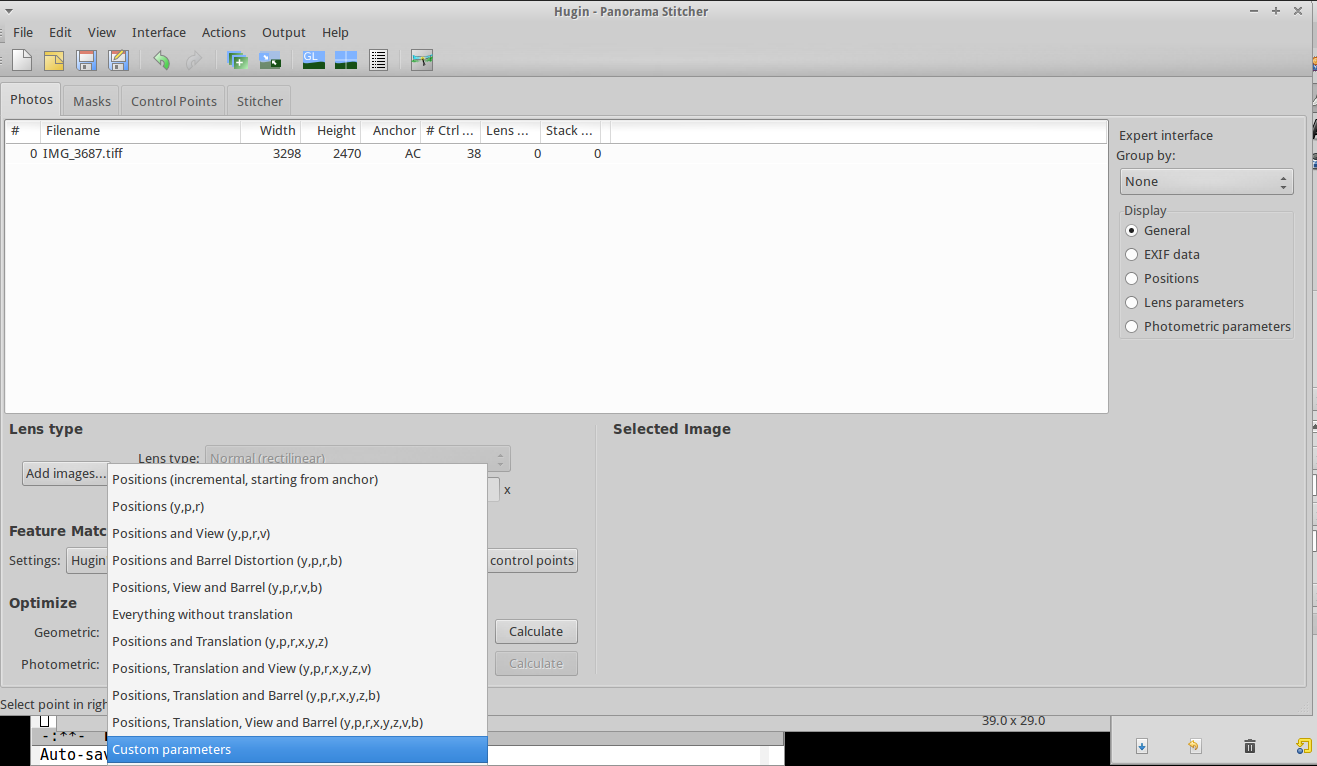 Hugin - Panorama Stitcher
File Edit View Interface Actions Output Help
GL
Photos Masks Control Points Stitcher
# Filename Width Height Anchor # Ctrl ... Lens ... Stack ...
0 IMG_3687.tiff 3298 2470 AC 38 0 0
Expert interface
Group by:
None
Display
General
EXIF data
Positions
Lens parameters
Photometric parameters
Lens type
Selected Image
Lens type: Normal (rectilinear)
Add images...
x
Feature Matc
Settings: Hugin
control points
Optimize
Geometric:
Calculate
Photometric:
Calculate
Positions (incremental, starting from anchor)
Positions (y,p,r)
Positions and View (y,p,r,v)
Positions and Barrel Distortion (y,p,r,b)
Positions, View and Barrel (y,p,r,v,b)
Everything without translation
Positions and Translation (y,p,r,x,y,z)
Positions, Translation and View (y,p,r,x,y,z,v)
Positions, Translation and Barrel (y,p,r,x,y,z,b)
Positions, Translation, View and Barrel (y,p,r,x,y,z,v,b)
Custom parameters
Select point in righ
39.0 x 29.0
-:**-
Auto-sav